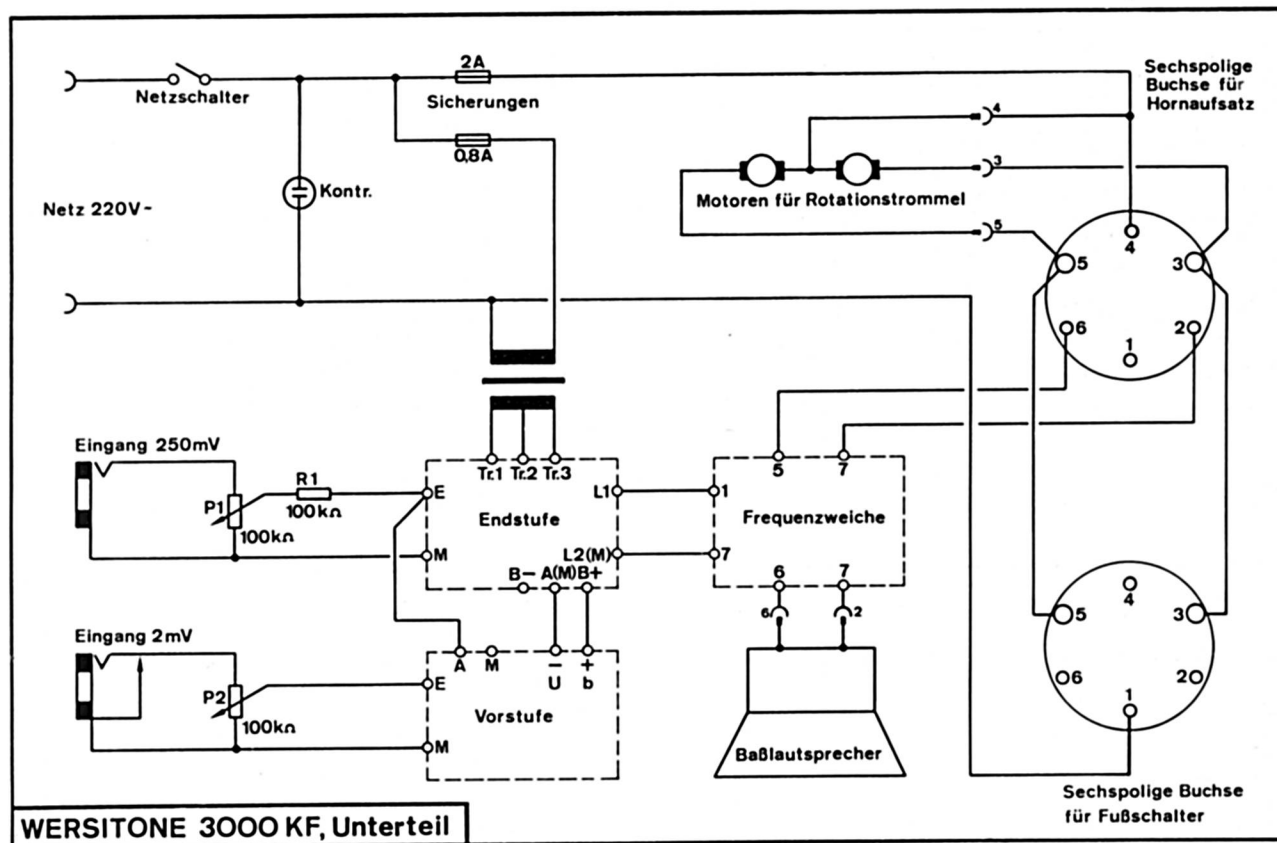 2A
Netzschalter
Sicherungen
0,8A
Kontr.
Netz 220V~
Sechspolige
Buchse für
Hornaufsatz
4
3
Motoren für Rotationstrommel
5
4
5
3
6
2
1
Eingang 250mV
P1
100kΩ
R1
100kΩ
E
M
Tr.1 Tr.2 Tr.3
Endstufe
L1
L2(M)
B− A(M) B+
5 7
1
7
Frequenzweiche
6 7
6 2
Baßlautsprecher
Eingang 2mV
P2
100kΩ
A M − +
U b
E
M
Vorstufe
4
5
3
6
2
1
Sechspolige Buchse
für Fußschalter
WERSITONE 3000 KF, Unterteil